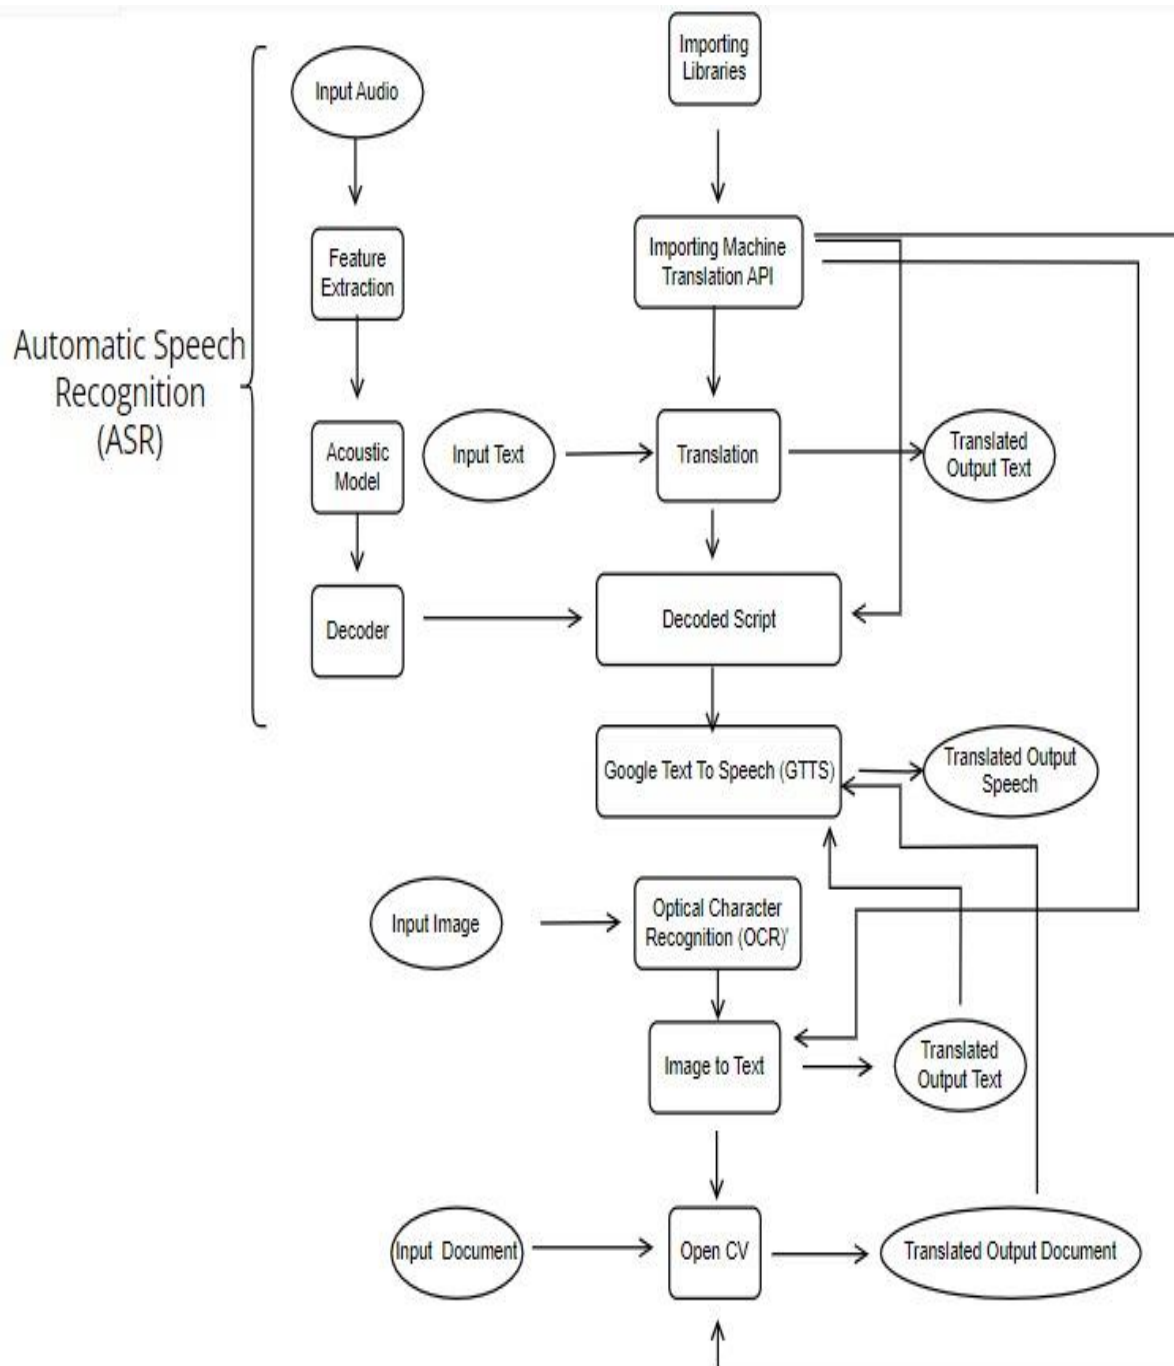 Importing
Libraries
Input Audio
Feature
Extraction
Importing Machine
Translation API
Automatic Speech
Recognition
(ASR)
Acoustic
Model
Input Text
Translation
Translated
Output Text
Decoder
Decoded Script
Google Text To Speech (GTTS)
Translated Output
Speech
Input Image
Optical Character
Recognition (OCR)'
Image to Text
Translated
Output Text
Input Document
Open CV
Translated Output Document